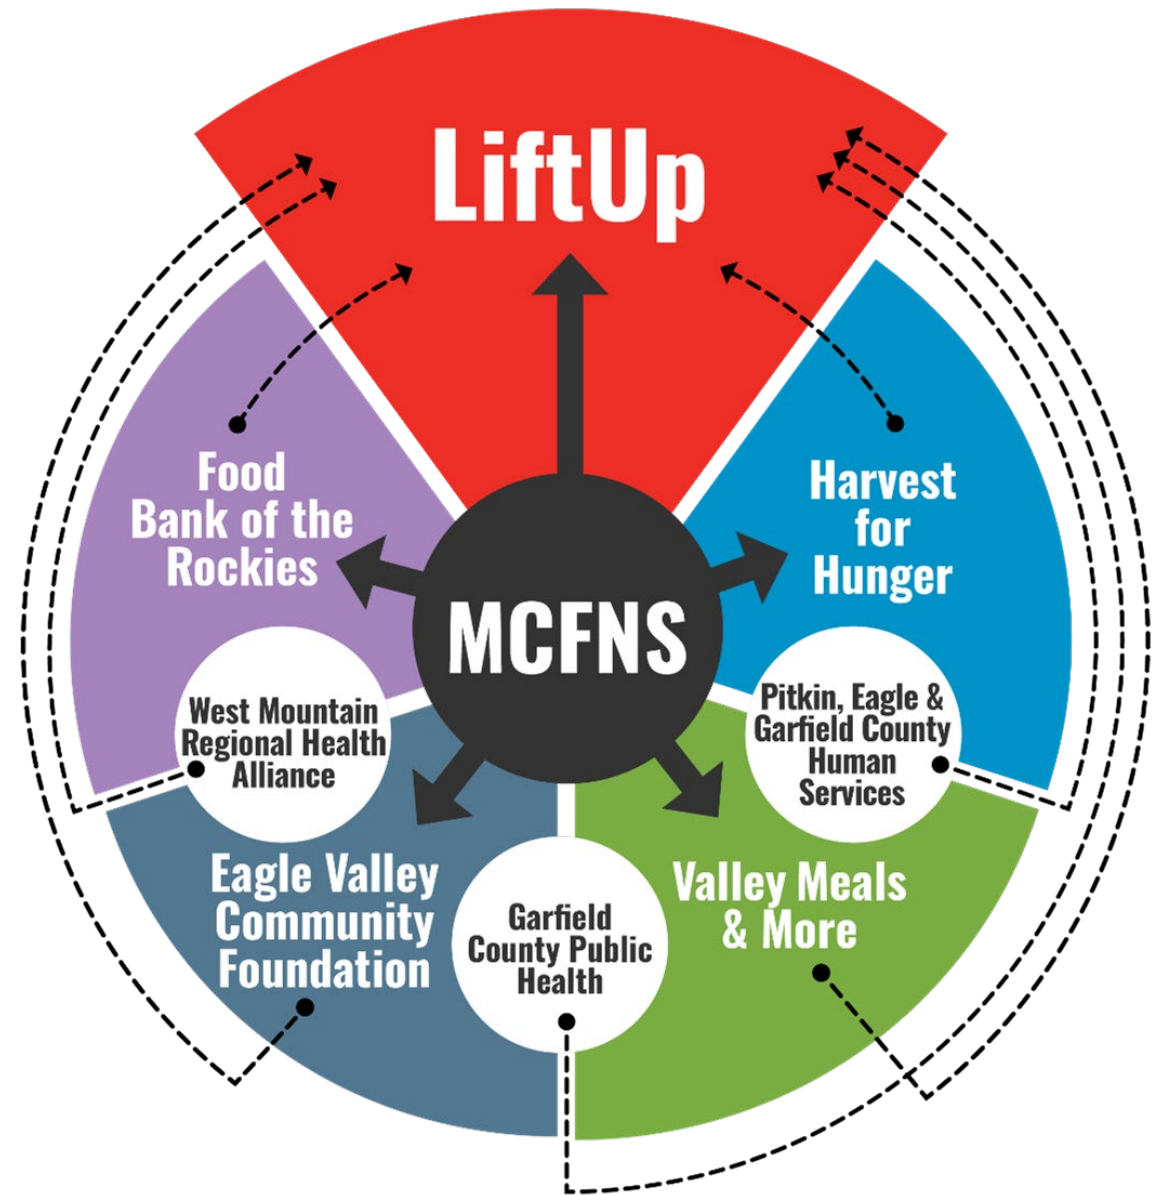 LiftUp
Food
Bank of the
Rockies
Harvest
for
Hunger
MCFNS
West Mountain
Regional Health
Alliance
Pitkin, Eagle &
Garfield County
Human
Services
Eagle Valley
Community
Foundation
Garfield
County Public
Health
Valley Meals
& More